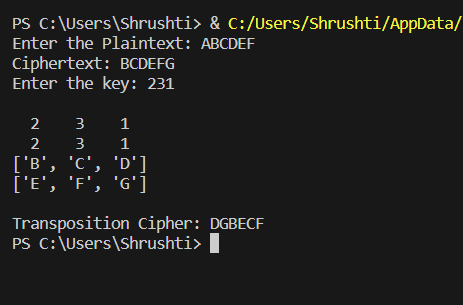 PS C:\Users\Shrushti> & C:/Users/Shrushti/AppData/
Enter the Plaintext: ABCDEF
Ciphertext: BCDEFG
Enter the key: 231
2 3 1
2 3 1
['B', 'C', 'D']
['E', 'F', 'G']
Transposition Cipher: DGBECF
PS C:\Users\Shrushti>